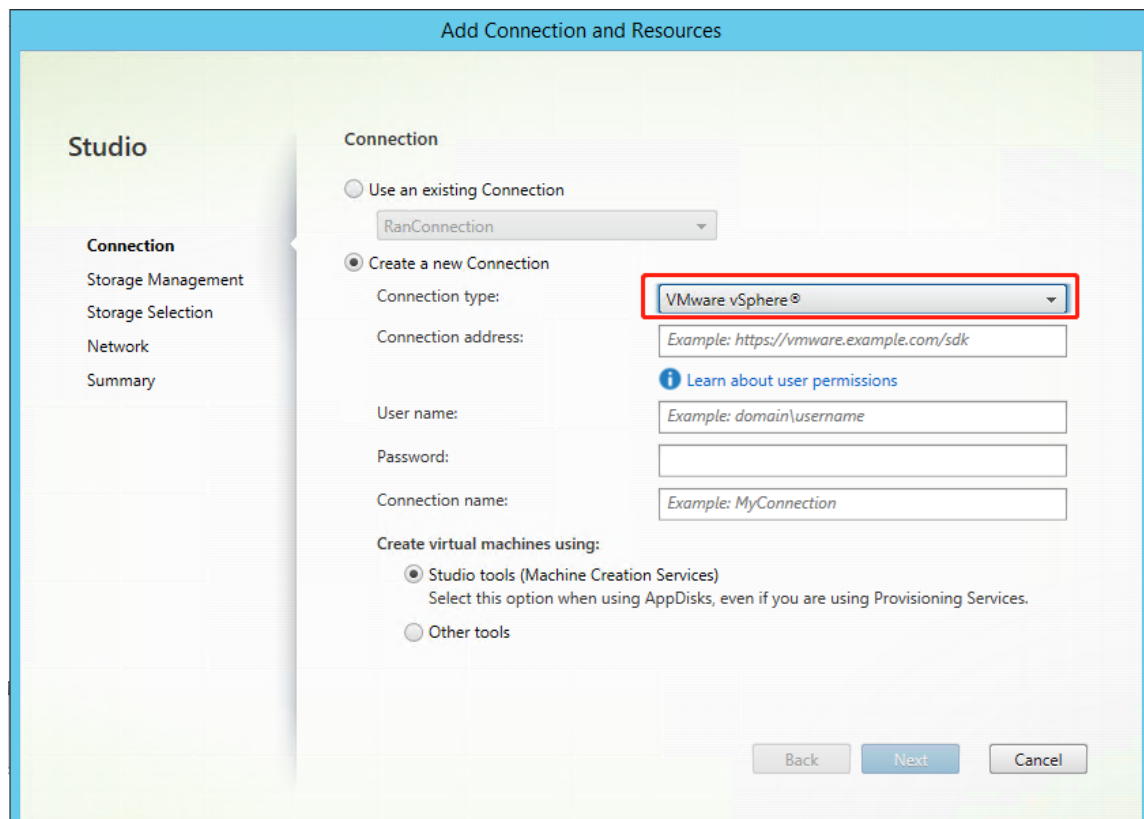 Add Connection and Resources
Studio
Connection
Storage Management
Storage Selection
Network
Summary
Connection
Use an existing Connection
RanConnection
Create a new Connection
Connection type:
VMware vSphere®
Connection address:
Example: https://vmware.example.com/sdk
Learn about user permissions
User name:
Example: domain\username
Password:
Connection name:
Example: MyConnection
Create virtual machines using:
Studio tools (Machine Creation Services)
Select this option when using AppDisks, even if you are using Provisioning Services.
Other tools
Back
Next
Cancel